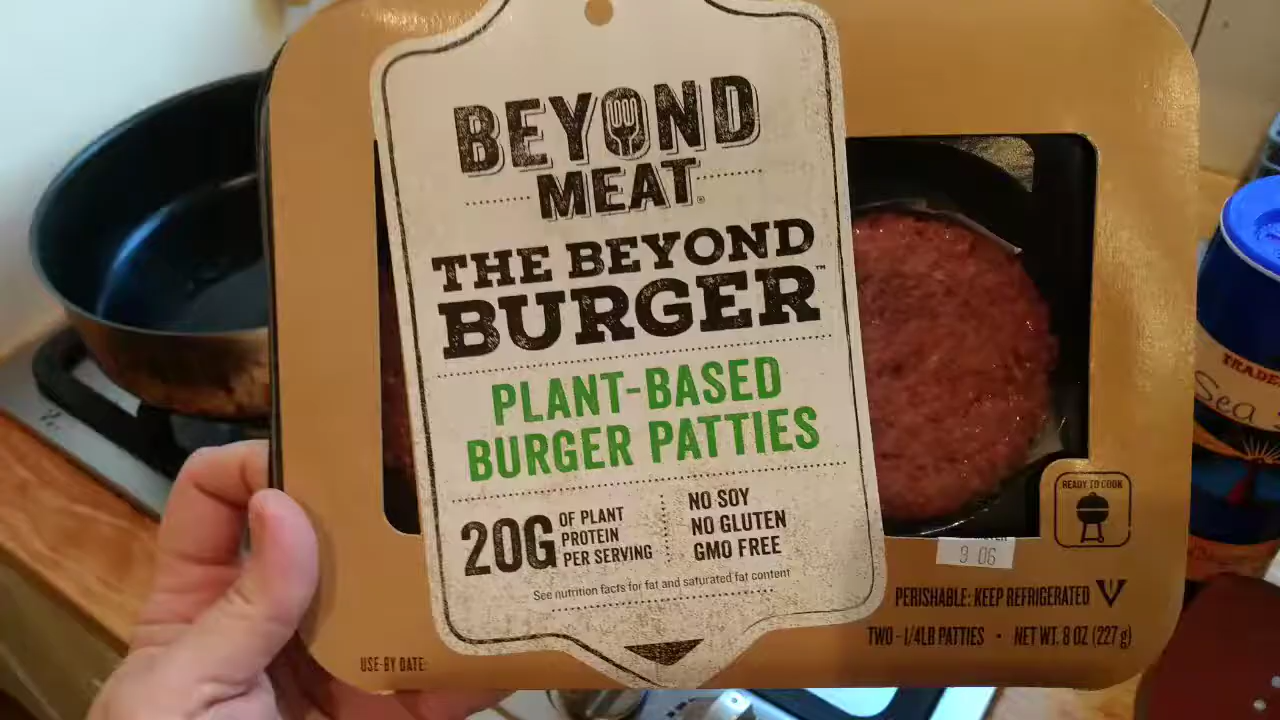 BEYOND
MEAT®
THE BEYOND
BURGER™
PLANT-BASED
BURGER PATTIES
20G OF PLANT
PROTEIN
PER SERVING
NO SOY
NO GLUTEN
GMO FREE
See nutrition facts for fat and saturated fat content
READY TO COOK
9 06
PERISHABLE: KEEP REFRIGERATED V
TWO - 1/4LB PATTIES • NET WT. 8 OZ (227 g)
USE-BY DATE:
TRADE
Sea